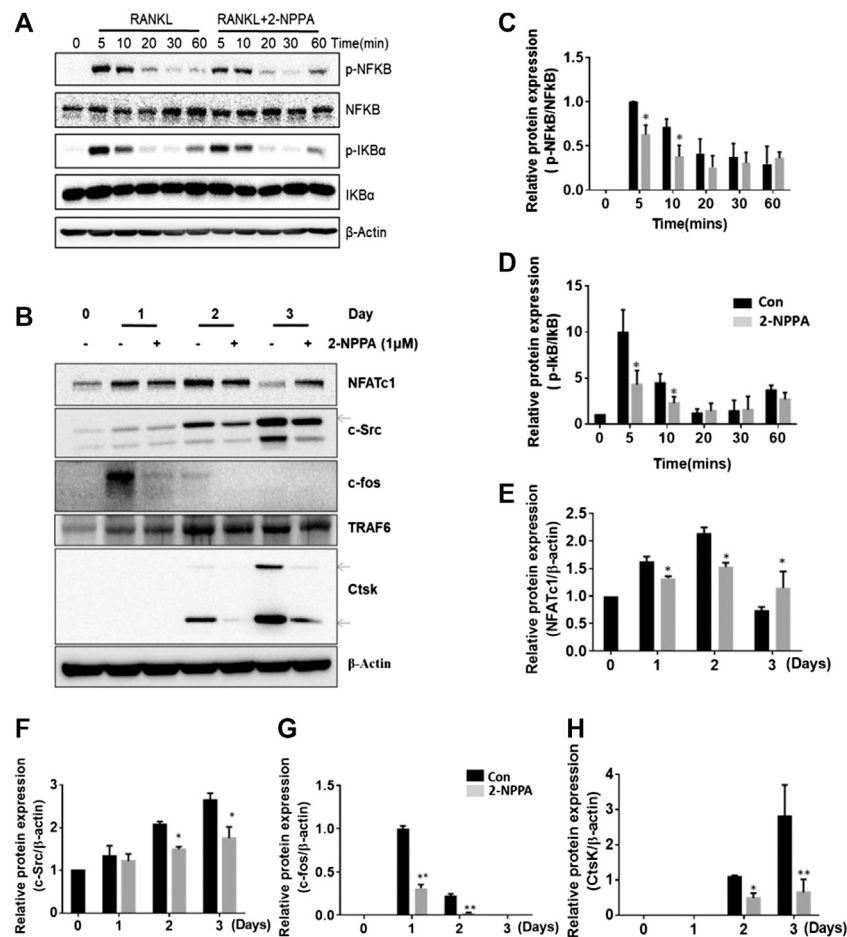 A
RANKL RANKL+2-NPPA
0 5 10 20 30 60 5 10 20 30 60 Time(min)
p-NFKB
NFKB
p-IKBα
IKBα
β-Actin
B
0 1 2 3 Day
- - + - + - + 2-NPPA (1μM)
NFATc1
c-Src
c-fos
TRAF6
Ctsk
β-Actin
C
Relative protein expression
( p-NFkB/NFkB)
1.5
1.0
0.5
0.0
* *
0 5 10 20 30 60
Time(mins)
D
Relative protein expression
( p-IkB/IkB)
15
10
5
0
* *
Con
2-NPPA
0 5 10 20 30 60
Time(mins)
E
Relative protein expression
(NFATc1/β-actin)
2.5
2.0
1.5
1.0
0.5
0.0
* * *
0 1 2 3 (Days)
F
Relative protein expression
(c-Src/β-actin)
3
2
1
0
* *
0 1 2 3 (Days)
G
Relative protein expression
(c-fos/β-actin)
1.5
1.0
0.5
0.0
** **
Con
2-NPPA
0 1 2 3 (Days)
H
Relative protein expression
(CtsK/β-actin)
4
3
2
1
0
* **
0 1 2 3 (Days)